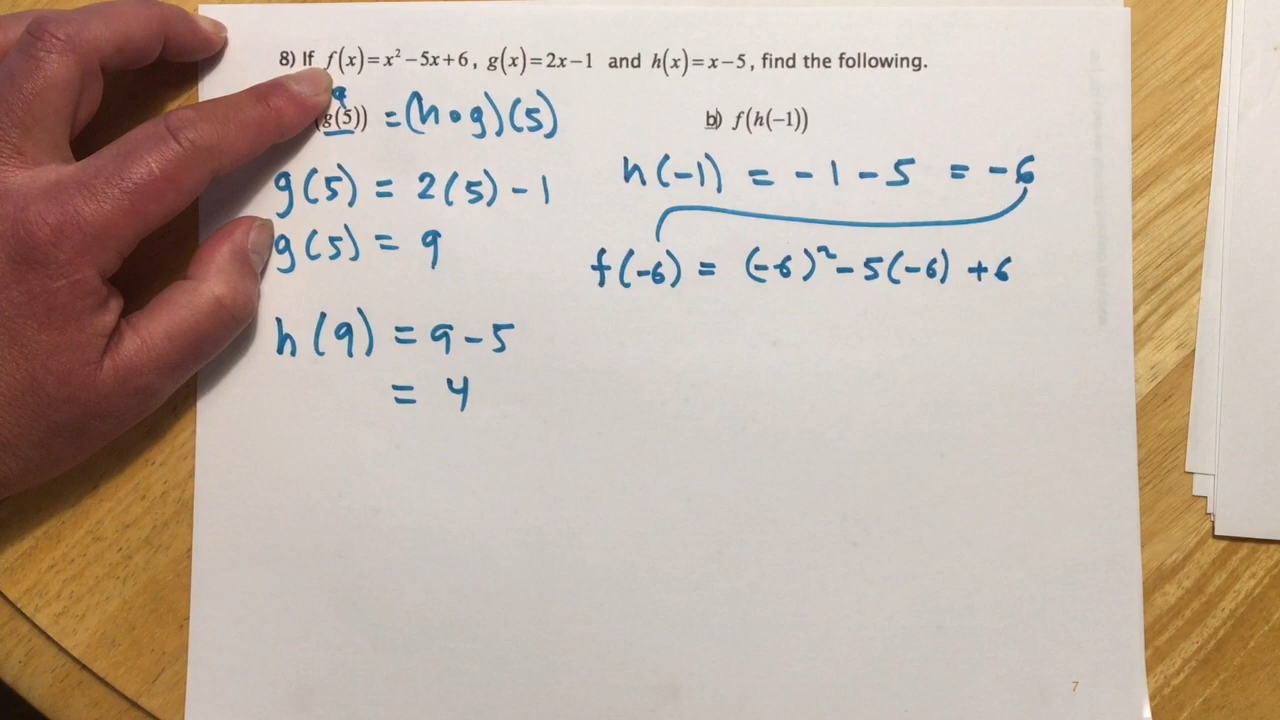 8) If f(x)=x²−5x+6, g(x)=2x−1 and h(x)=x−5, find the following.
9
g(5)) = (h∘g)(5)
g(5) = 2(5) - 1
g(5) = 9
h(9) = 9 - 5
= 4
b) f(h(−1))
h(-1) = -1 - 5 = -6
f(-6) = (-6)² - 5(-6) + 6
7